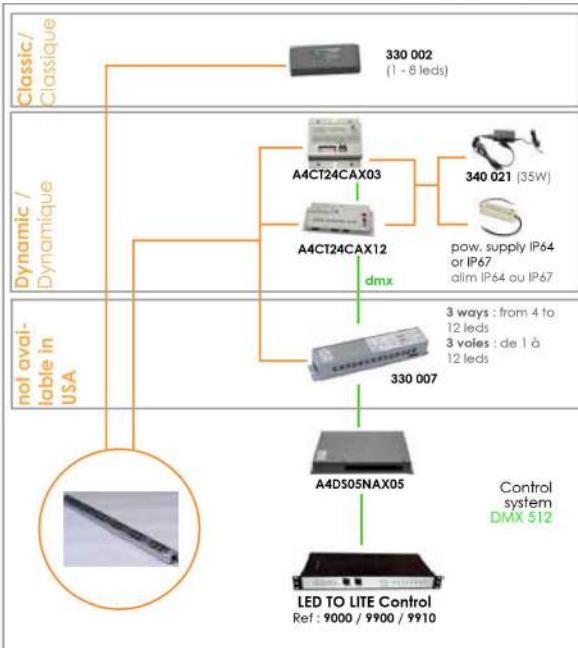 Classic /
Classique
330 002
(1 - 8 leds)
Dynamic /
Dynamique
A4CT24CAX03
340 021 (35W)
A4CT24CAX12
pow. supply IP64
or IP67
alim IP64 ou IP67
dmx
not avai-
lable in
USA
3 ways : from 4 to
12 leds
3 voies : de 1 à
12 leds
330 007
A4DS05NAX05
Control
system
DMX 512
LED TO LITE Control
Ref : 9000 / 9900 / 9910